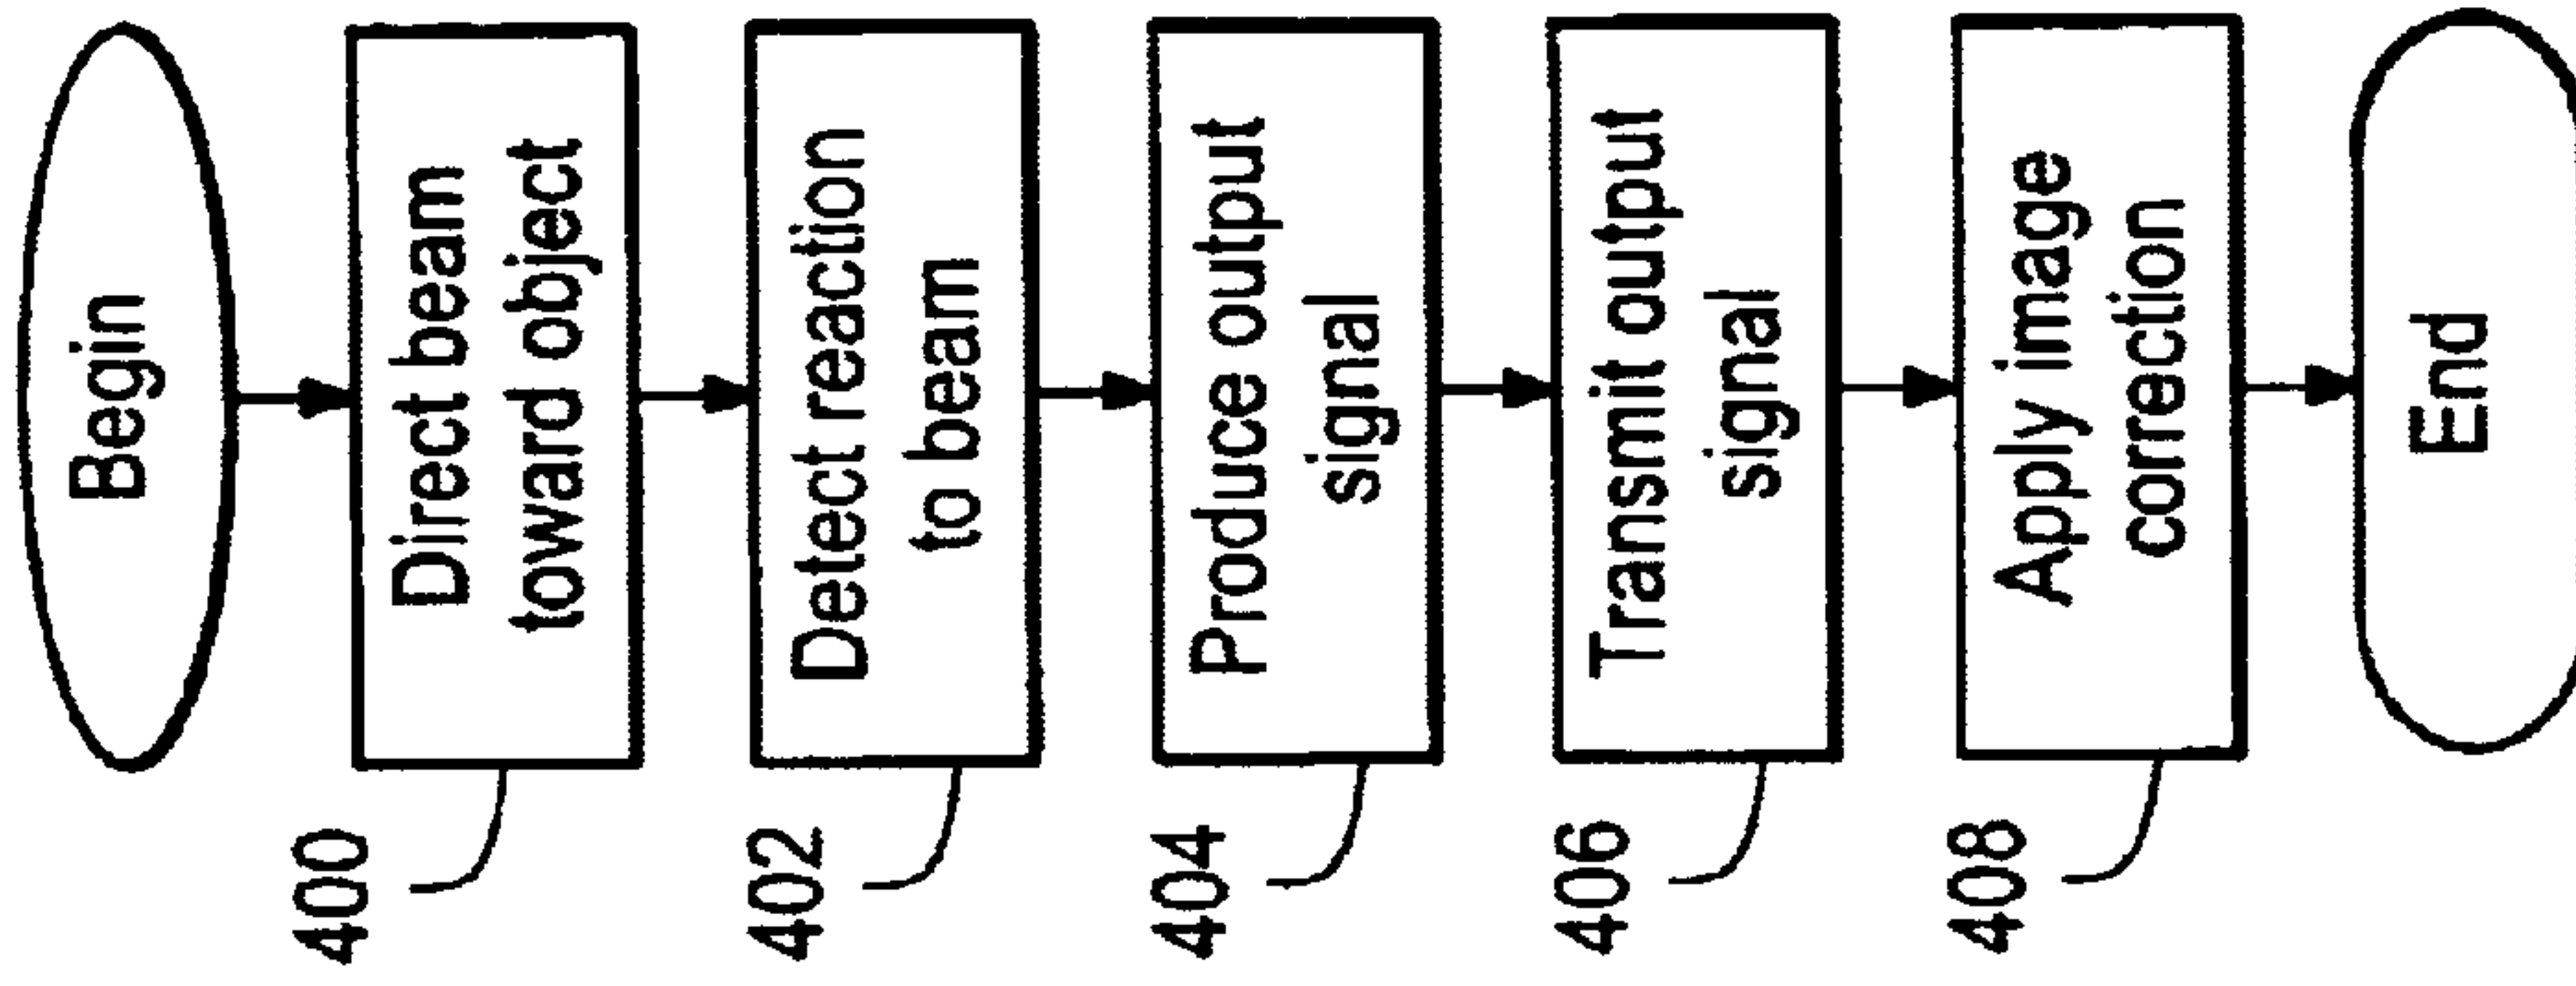 Begin
400
Direct beam
toward object
402
Detect reaction
to beam
404
Produce output
signal
406
Transmit output
signal
408
Apply image
correction
End